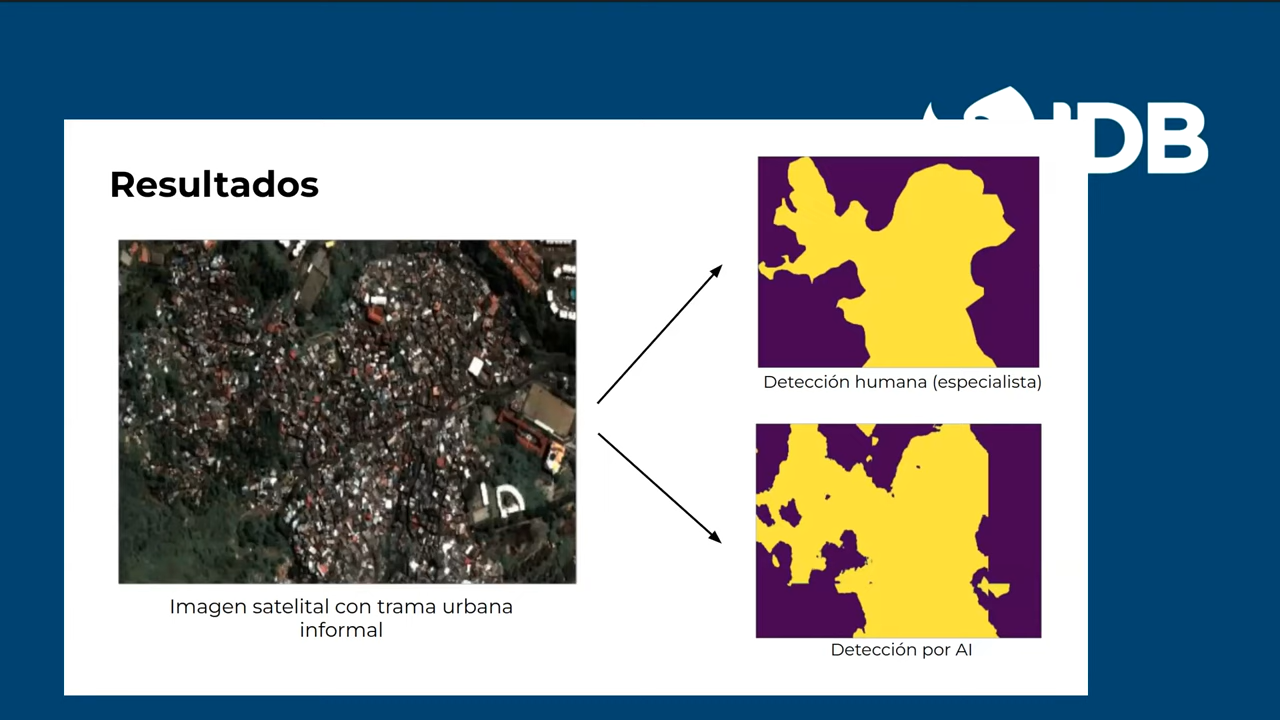 IDB
Resultados
Detección humana (especialista)
Imagen satelital con trama urbana
informal
Detección por AI